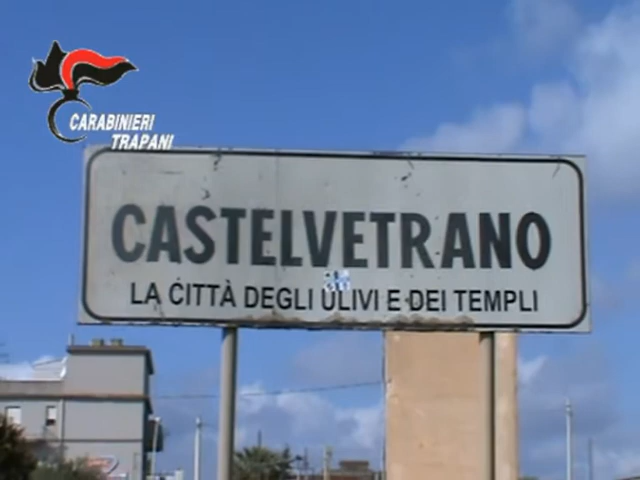 CARABINIERI
TRAPANI
CASTELVETRANO
LA CITTÀ DEGLI ULIVI E DEI TEMPLI